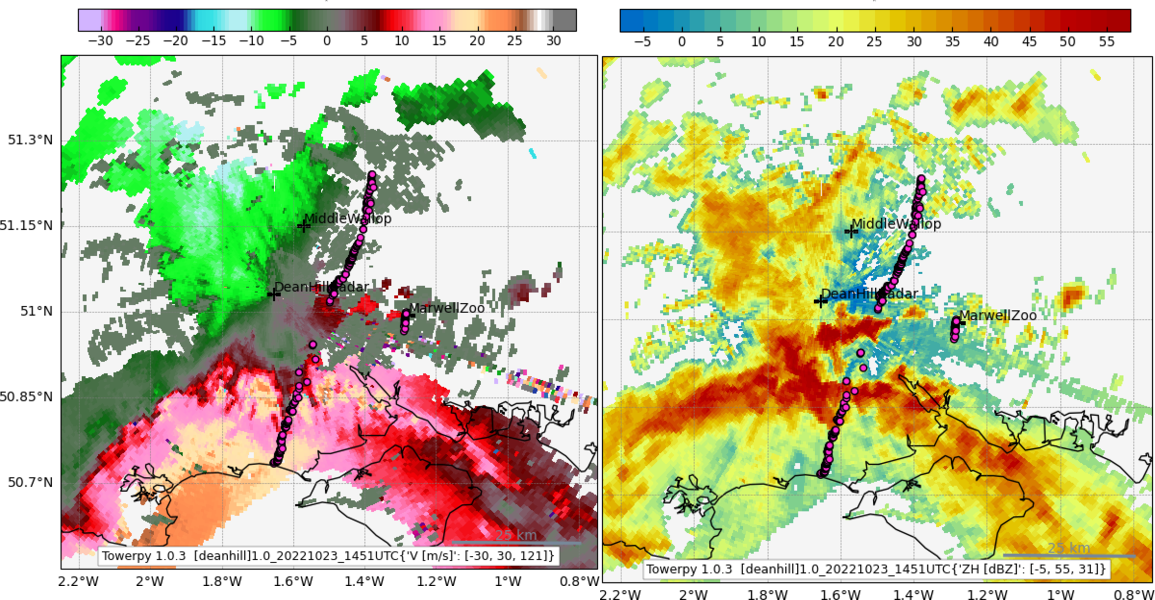 −30 −25 −20 −15 −10 −5 0 5 10 15 20 25 30
−5 0 5 10 15 20 25 30 35 40 45 50 55
51.3°N
51.15°N
51°N
50.85°N
50.7°N
MiddleWallop
DeanHillRadar
MarwellZoo
25 km
Towerpy 1.0.3 [deanhill]1.0_20221023_1451UTC{'V [m/s]': [-30, 30, 121]}
2.2°W 2°W 1.8°W 1.6°W 1.4°W 1.2°W 1°W 0.8°W
MiddleWallop
DeanHillRadar
MarwellZoo
25 km
Towerpy 1.0.3 [deanhill]1.0_20221023_1451UTC{'ZH [dBZ]': [-5, 55, 31]}
2.2°W 2°W 1.8°W 1.6°W 1.4°W 1.2°W 1°W 0.8°W